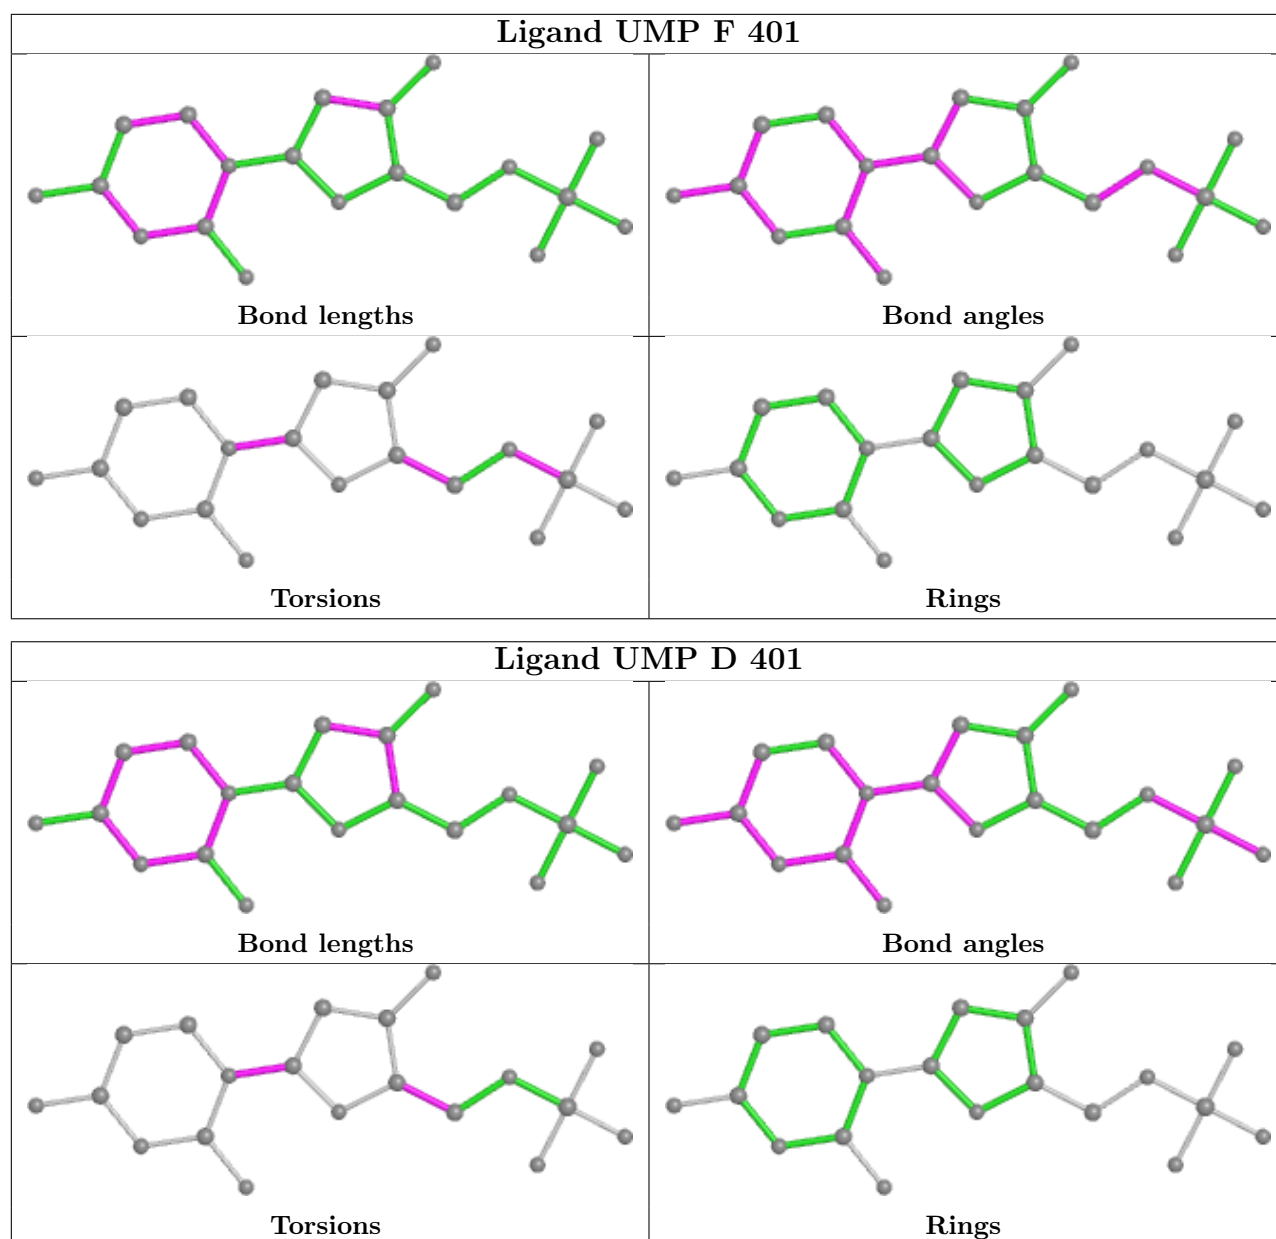 Ligand UMP F 401
Bond lengths
Bond angles
Torsions
Rings
Ligand UMP D 401
Bond lengths
Bond angles
Torsions
Rings